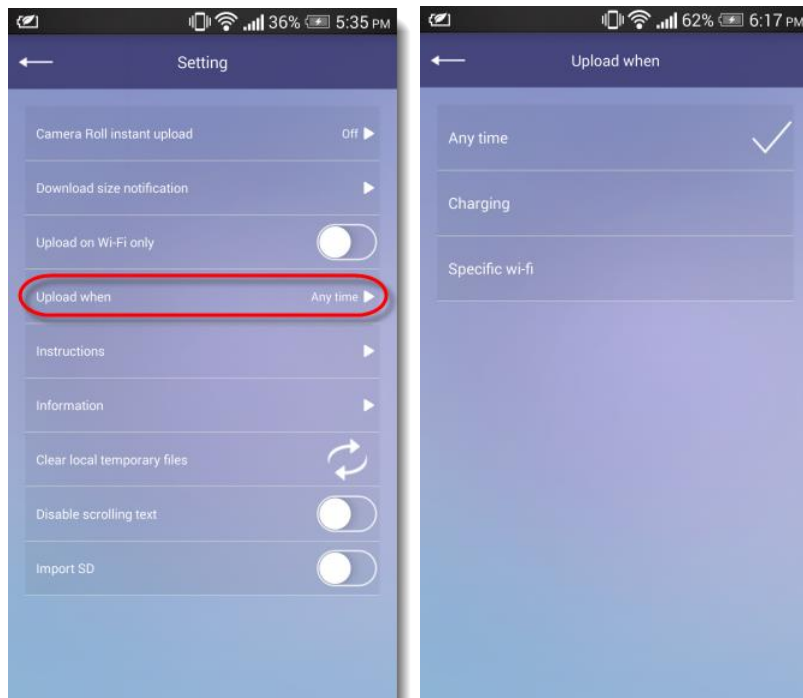 36% 5:35 PM
Setting
Camera Roll instant upload Off
Download size notification
Upload on Wi-Fi only
Upload when Any time
Instructions
Information
Clear local temporary files
Disable scrolling text
Import SD
62% 6:17 PM
Upload when
Any time
Charging
Specific wi-fi